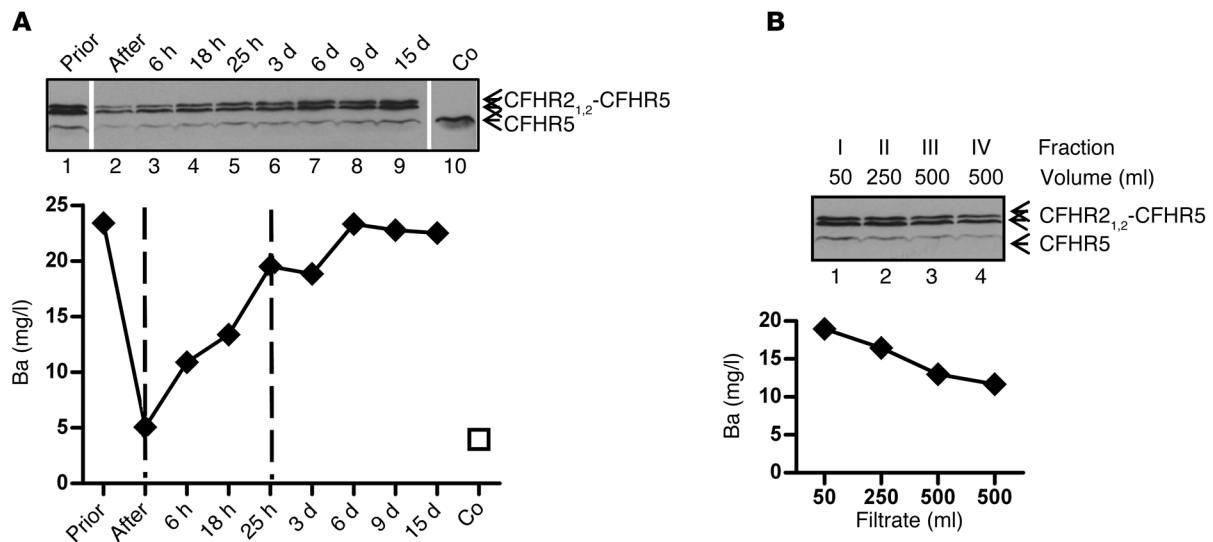 A
Prior After 6 h 18 h 25 h 3 d 6 d 9 d 15 d Co
CFHR21,2-CFHR5
CFHR5
1 2 3 4 5 6 7 8 9 10
Ba (mg/l)
25
20
15
10
5
0
Prior After 6 h 18 h 25 h 3 d 6 d 9 d 15 d Co
B
I II III IV Fraction
50 250 500 500 Volume (ml)
CFHR21,2-CFHR5
CFHR5
1 2 3 4
Ba (mg/l)
20
15
10
5
0
50 250 500 500
Filtrate (ml)